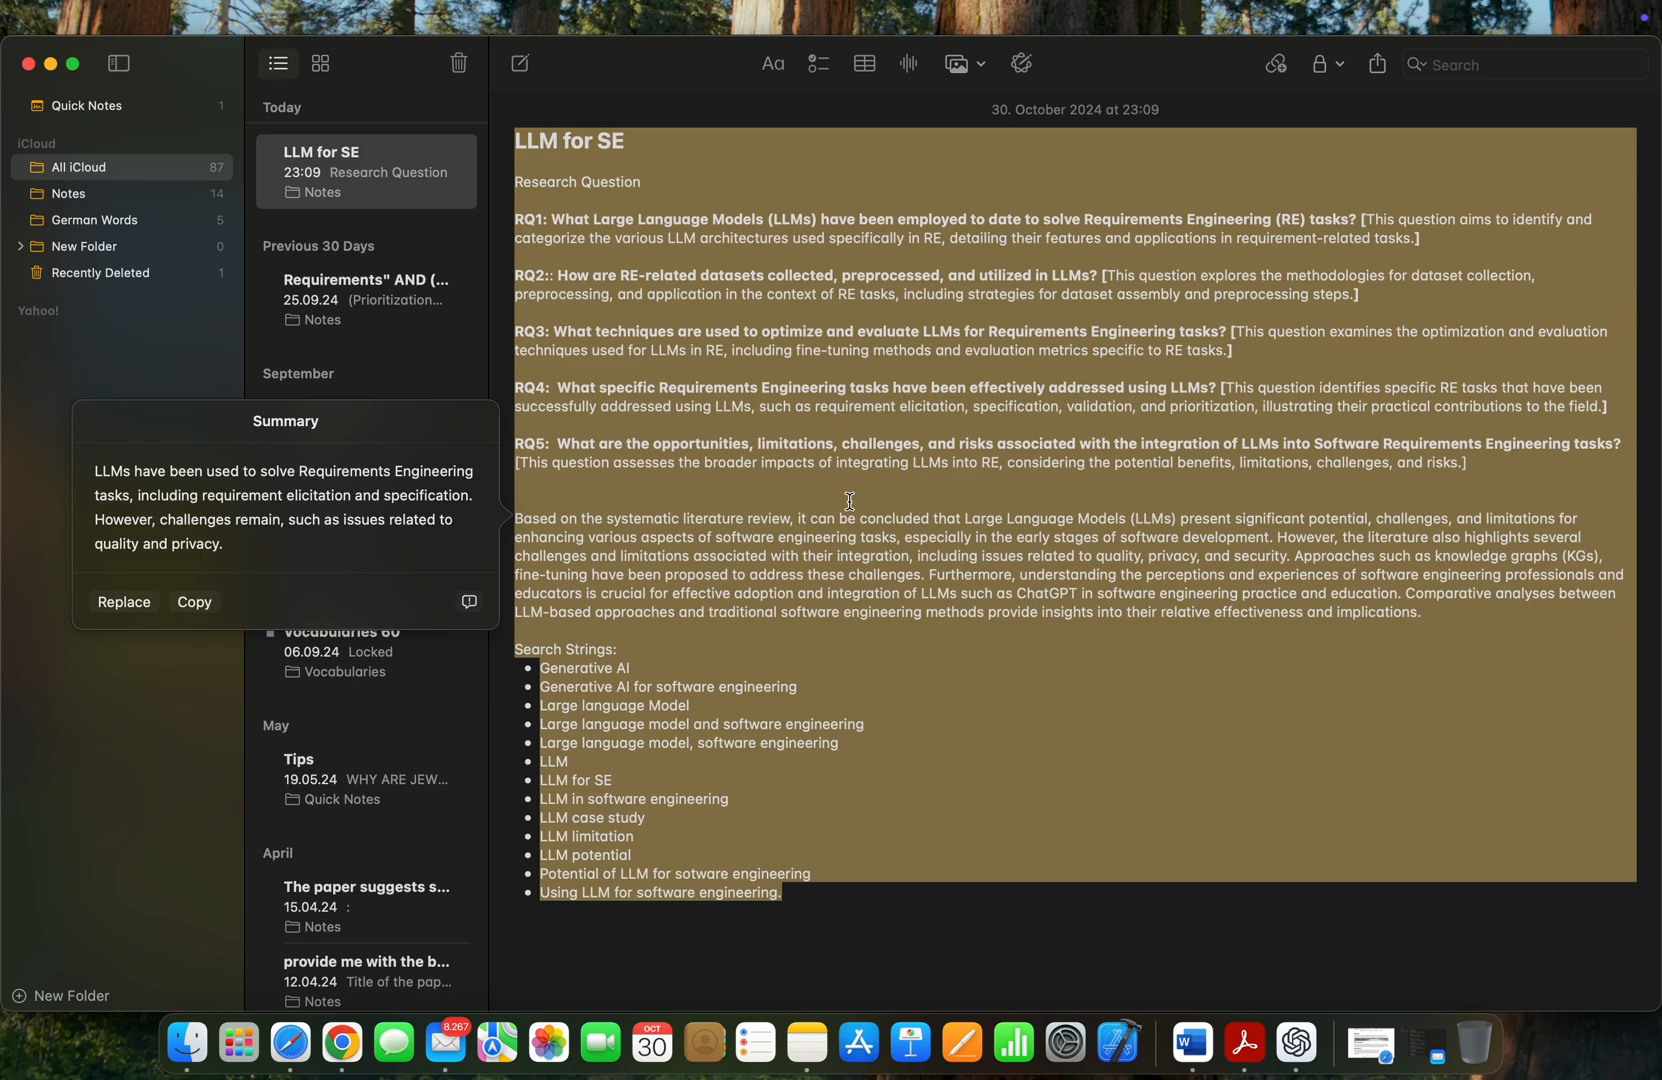 Quick Notes 1
iCloud
All iCloud 87
Notes 14
German Words 5
New Folder 0
Recently Deleted 1
Yahoo!
New Folder
Today
LLM for SE
23:09 Research Question
Notes
Previous 30 Days
Requirements" AND (...
25.09.24 (Prioritization...
Notes
September
Summary
LLMs have been used to solve Requirements Engineering
tasks, including requirement elicitation and specification.
However, challenges remain, such as issues related to
quality and privacy.
Replace Copy
Vocabularies 60
06.09.24 Locked
Vocabularies
May
Tips
19.05.24 WHY ARE JEW...
Quick Notes
April
The paper suggests s...
15.04.24 :
Notes
provide me with the b...
12.04.24 Title of the pap...
Notes
Aa
Search
30. October 2024 at 23:09
LLM for SE
Research Question
RQ1: What Large Language Models (LLMs) have been employed to date to solve Requirements Engineering (RE) tasks? [This question aims to identify and
categorize the various LLM architectures used specifically in RE, detailing their features and applications in requirement-related tasks.]
RQ2:: How are RE-related datasets collected, preprocessed, and utilized in LLMs? [This question explores the methodologies for dataset collection,
preprocessing, and application in the context of RE tasks, including strategies for dataset assembly and preprocessing steps.]
RQ3: What techniques are used to optimize and evaluate LLMs for Requirements Engineering tasks? [This question examines the optimization and evaluation
techniques used for LLMs in RE, including fine-tuning methods and evaluation metrics specific to RE tasks.]
RQ4: What specific Requirements Engineering tasks have been effectively addressed using LLMs? [This question identifies specific RE tasks that have been
successfully addressed using LLMs, such as requirement elicitation, specification, validation, and prioritization, illustrating their practical contributions to the field.]
RQ5: What are the opportunities, limitations, challenges, and risks associated with the integration of LLMs into Software Requirements Engineering tasks?
[This question assesses the broader impacts of integrating LLMs into RE, considering the potential benefits, limitations, challenges, and risks.]
Based on the systematic literature review, it can be concluded that Large Language Models (LLMs) present significant potential, challenges, and limitations for
enhancing various aspects of software engineering tasks, especially in the early stages of software development. However, the literature also highlights several
challenges and limitations associated with their integration, including issues related to quality, privacy, and security. Approaches such as knowledge graphs (KGs),
fine-tuning have been proposed to address these challenges. Furthermore, understanding the perceptions and experiences of software engineering professionals and
educators is crucial for effective adoption and integration of LLMs such as ChatGPT in software engineering practice and education. Comparative analyses between
LLM-based approaches and traditional software engineering methods provide insights into their relative effectiveness and implications.
Search Strings:
• Generative AI
• Generative AI for software engineering
• Large language Model
• Large language model and software engineering
• Large language model, software engineering
• LLM
• LLM for SE
• LLM in software engineering
• LLM case study
• LLM limitation
• LLM potential
• Potential of LLM for sotware engineering
• Using LLM for software engineering.
8.267
OCT
30